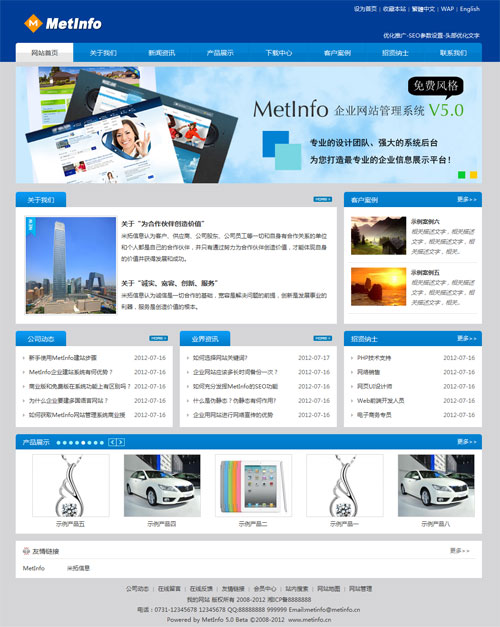 设为首页 | 收藏本站 | 繁體中文 | WAP | English
MetInfo
优化推广-SEO参数设置-头部优化文字
网站首页 关于我们 新闻资讯 产品展示 下载中心 客户案例 招贤纳士 联系我们
免费风格
MetInfo 企业网站管理系统 V5.0
专业的设计团队、强大的系统后台
为您打造最专业的企业信息展示平台!
关于我们
客户案例 更多>>
关于“为合作伙伴创造价值”
米拓信息认为客户、供应商、公司股东、公司员工等一切和自身有合作关系的单位
和个人都是自己的合作伙伴，并只有通过努力为合作伙伴创造价值，才能体现自身
的价值并获得发展和成功。
关于“诚实、宽容、创新、服务”
米拓信息认为诚信是一切合作的基础，宽容是解决问题的前提，创新是发展事业的
利器，服务是创造价值的根本。
示例案例六
相关描述文字，相关描述文字，相关描述文字，相关描述文字，相关。
示例案例五
相关描述文字，相关描述文字，相关描述文字，相关描述文字，相关。
公司动态
新手使用MetInfo建站步骤 2012-07-16
MetInfo企业建站系统有何优势？ 2012-07-16
商业版和免费版在系统功能上有区别吗？ 2012-07-16
为什么企业要建多国语言网站？ 2012-07-16
如何获取MetInfo网站管理系统商业授 2012-07-16
业界资讯
如何选择网站关键词? 2012-07-17
企业网站应该多长时间备份一次? 2012-07-16
如何充分发挥MetInfo的SEO功能 2012-07-16
什么是伪静态？伪静态有何作用? 2012-07-16
企业用网站进行网络宣传的优势 2012-07-16
招贤纳士 更多>>
PHP技术支持 2012-07-16
网络销售 2012-07-16
网页UI设计师 2012-07-16
Web前端开发人员 2012-07-16
电子商务专员 2012-07-16
产品展示 更多>>
示例产品五 示例产品四 示例产品二 示例产品一 示例产品八
友情链接 更多>>
MetInfo 米拓信息
公司动态 | 在线留言 | 在线反馈 | 友情链接 | 会员中心 | 站内搜索 | 网站地图 | 网站管理
我的网站 版权所有 2008-2012 湘ICP备8888888
电话：0731-12345678 12345678 QQ:88888888 999999 Email:metinfo@metinfo.cn
Powered by MetInfo 5.0 Beta ©2008-2012 www.metinfo.cn